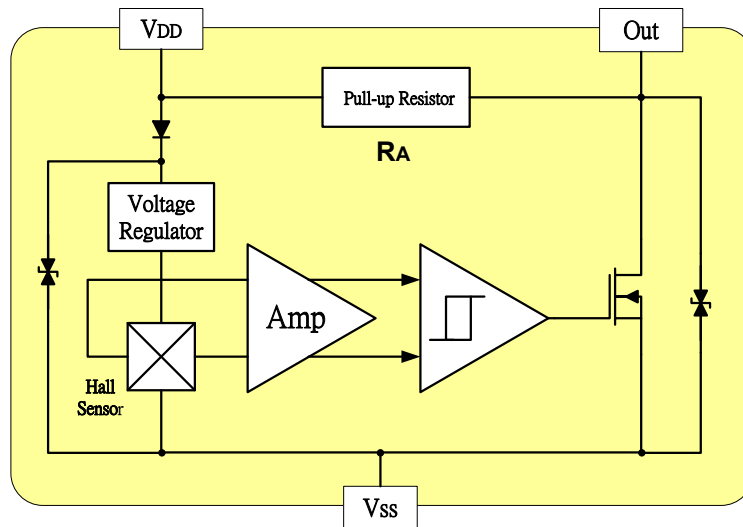 VDD
Out
Pull-up Resistor
RA
Voltage
Regulator
Amp
Hall
Sensor
Vss